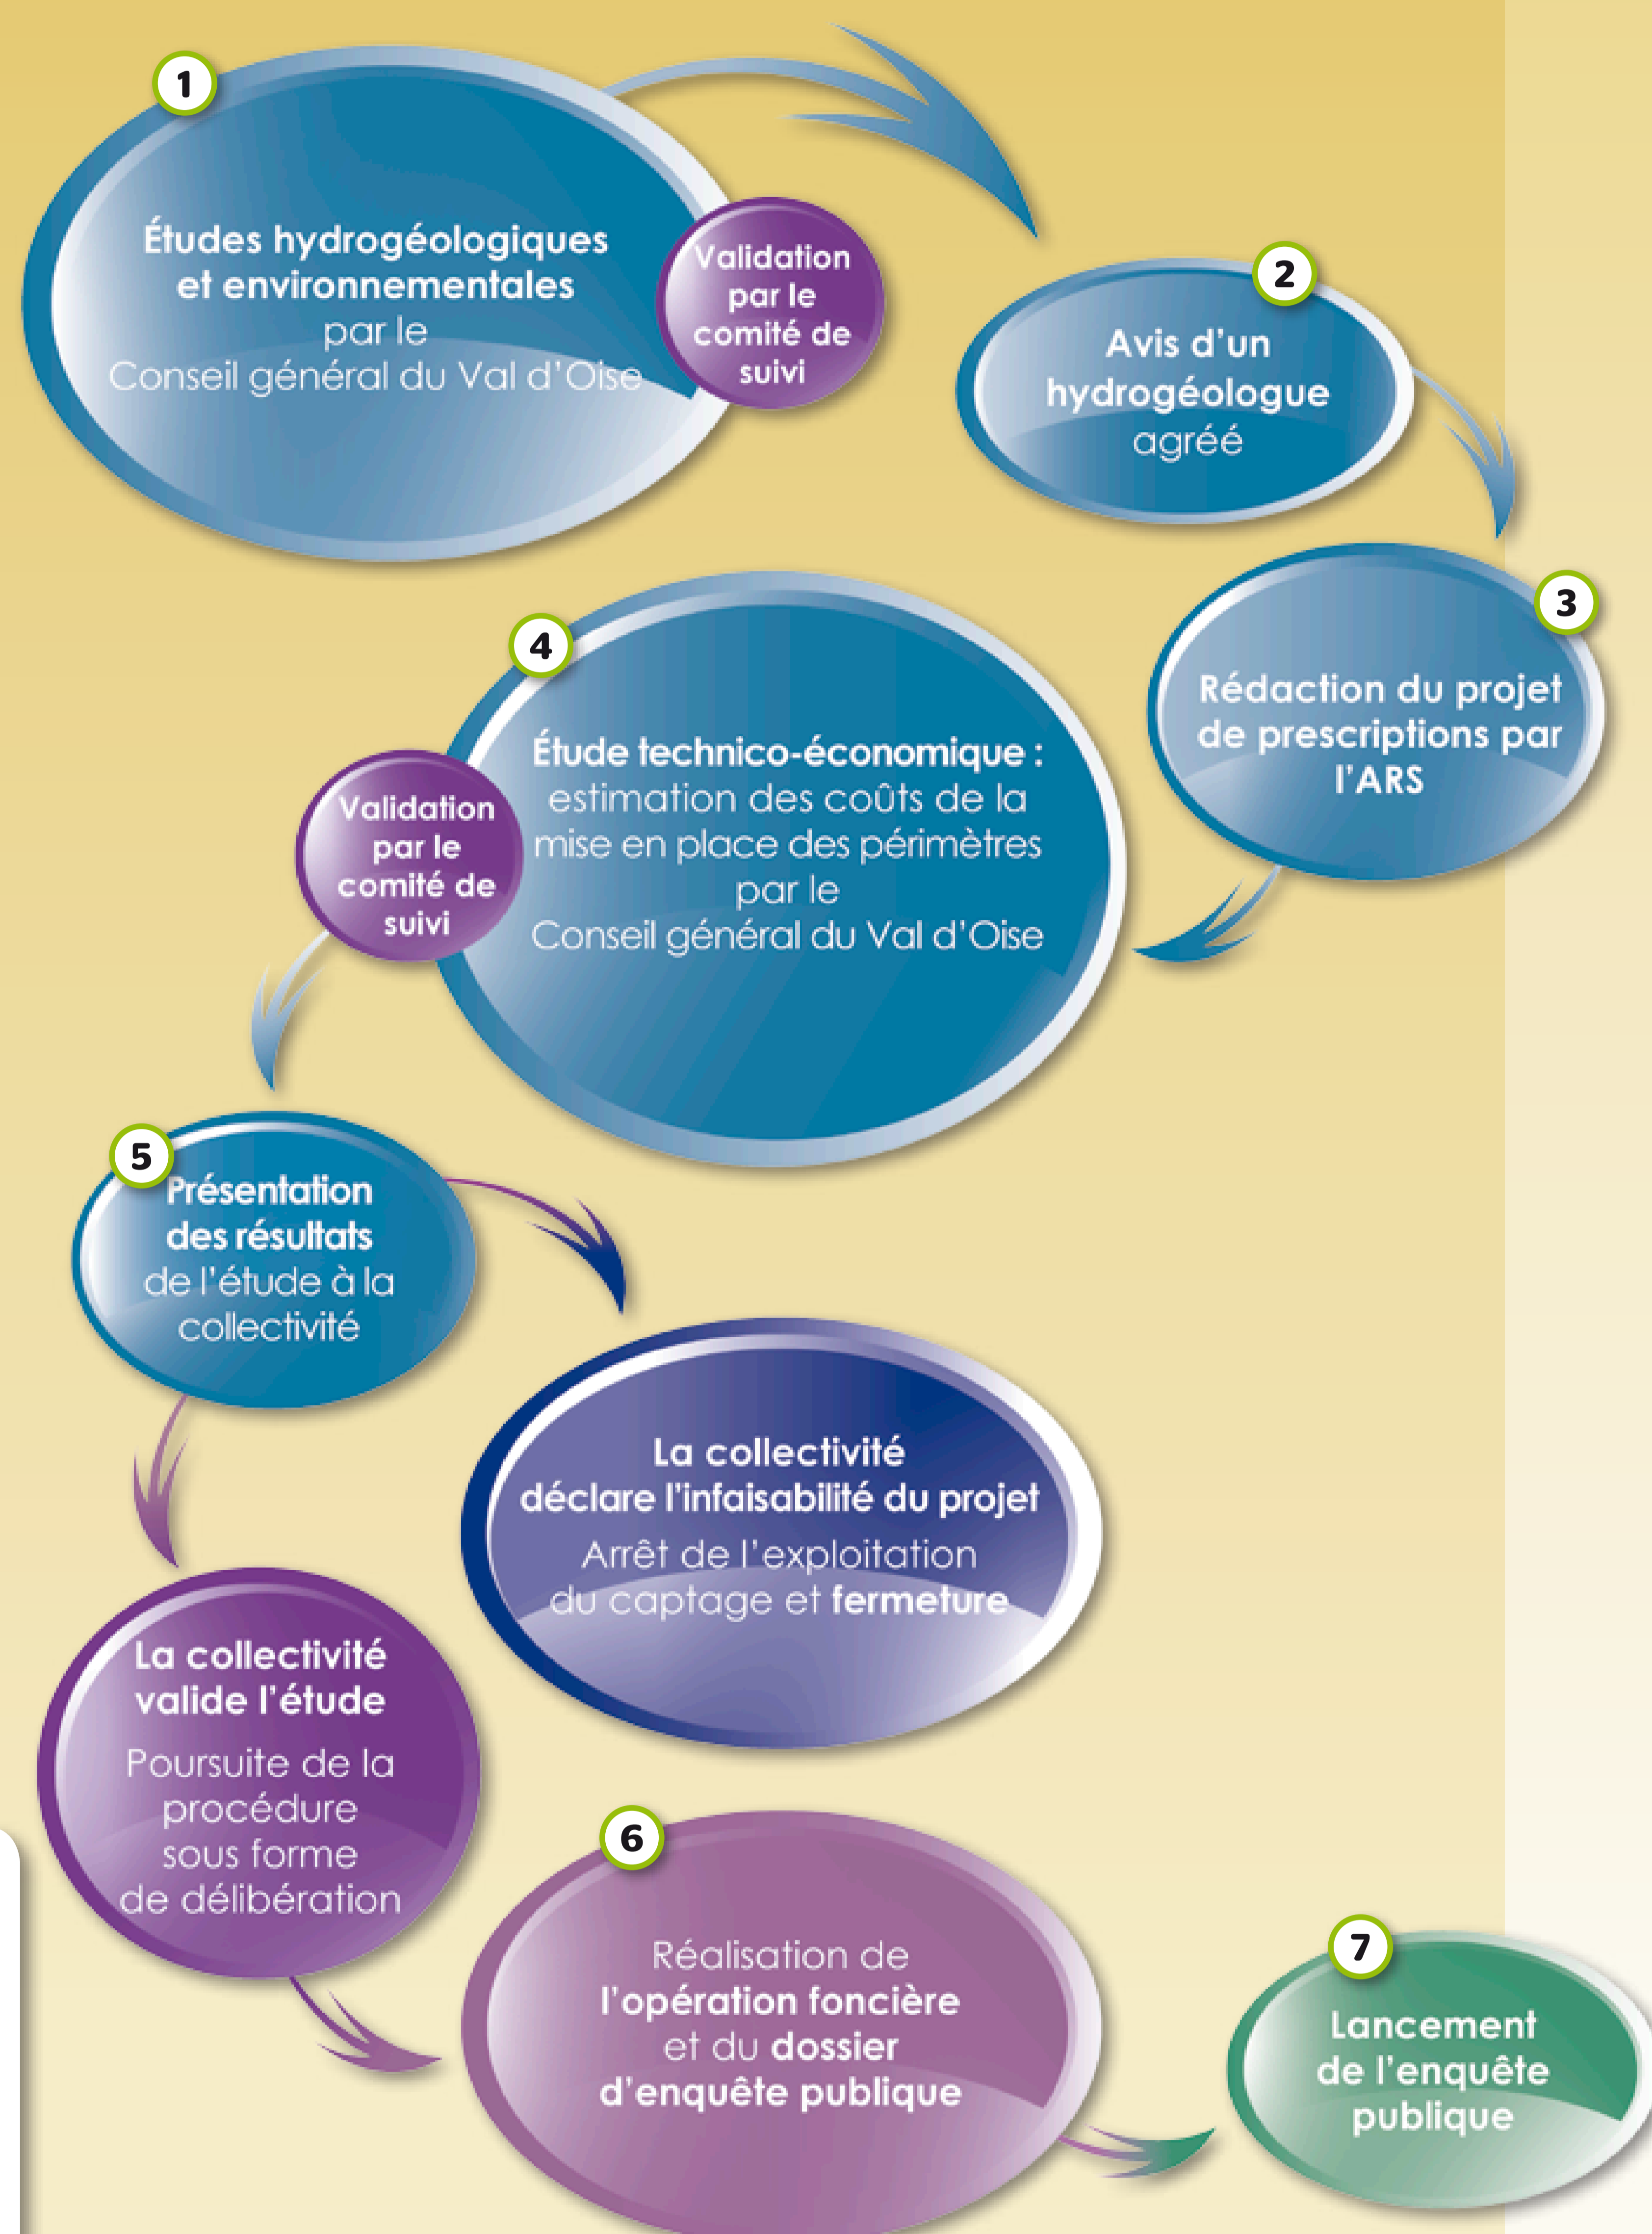 1
Études hydrogéologiques
et environnementales
par le
Conseil général du Val d’Oise
Validation
par le
comité de
suivi
2
Avis d’un
hydrogéologue
agréé
3
Rédaction du projet
de prescriptions par
l’ARS
4
Étude technico-économique :
estimation des coûts de la
mise en place des périmètres
par le
Conseil général du Val d’Oise
Validation
par le
comité de
suivi
5
Présentation
des résultats
de l’étude à la
collectivité
La collectivité
déclare l'infaisabilité du projet
Arrêt de l’exploitation
du captage et fermeture
La collectivité
valide l’étude
Poursuite de la
procédure
sous forme
de délibération
6
Réalisation de
l’opération foncière
et du dossier
d’enquête publique
7
Lancement
de l’enquête
publique